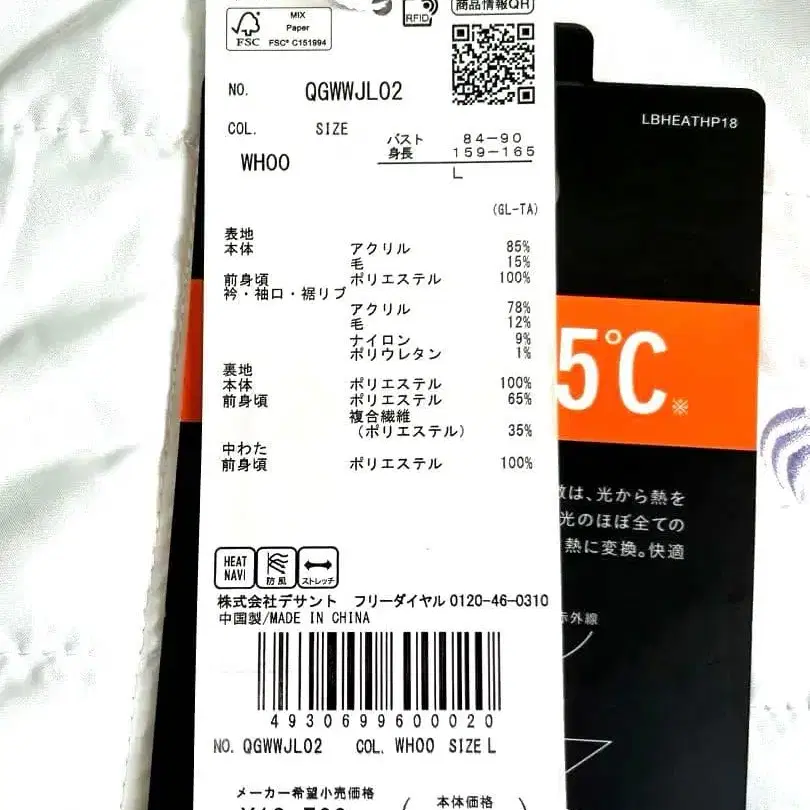 商品情報QR
RFID
MIX
Paper
FSC
FSC® C151994
NO. QGWWJL02
COL. SIZE
WH00
バスト 84-90
身長 159-165
L
(GL-TA)
表地
本体 アクリル 85%
毛 15%
前身頃 ポリエステル 100%
衿・袖口・裾リブ
アクリル 78%
毛 12%
ナイロン 9%
ポリウレタン 1%
裏地
本体 ポリエステル 100%
前身頃 ポリエステル 65%
複合繊維
(ポリエステル) 35%
中わた
前身頃 ポリエステル 100%
HEAT
NAVI
防風
ストレッチ
株式会社デサント フリーダイヤル 0120-46-0310
中国製/MADE IN CHINA
4930699600020
NO. QGWWJL02 COL. WH00 SIZE L
メーカー希望小売価格
本体価格
LBHEATHP18
5℃
※
は、光から熱を
光のほぼ全ての
熱に変換。快適
外線